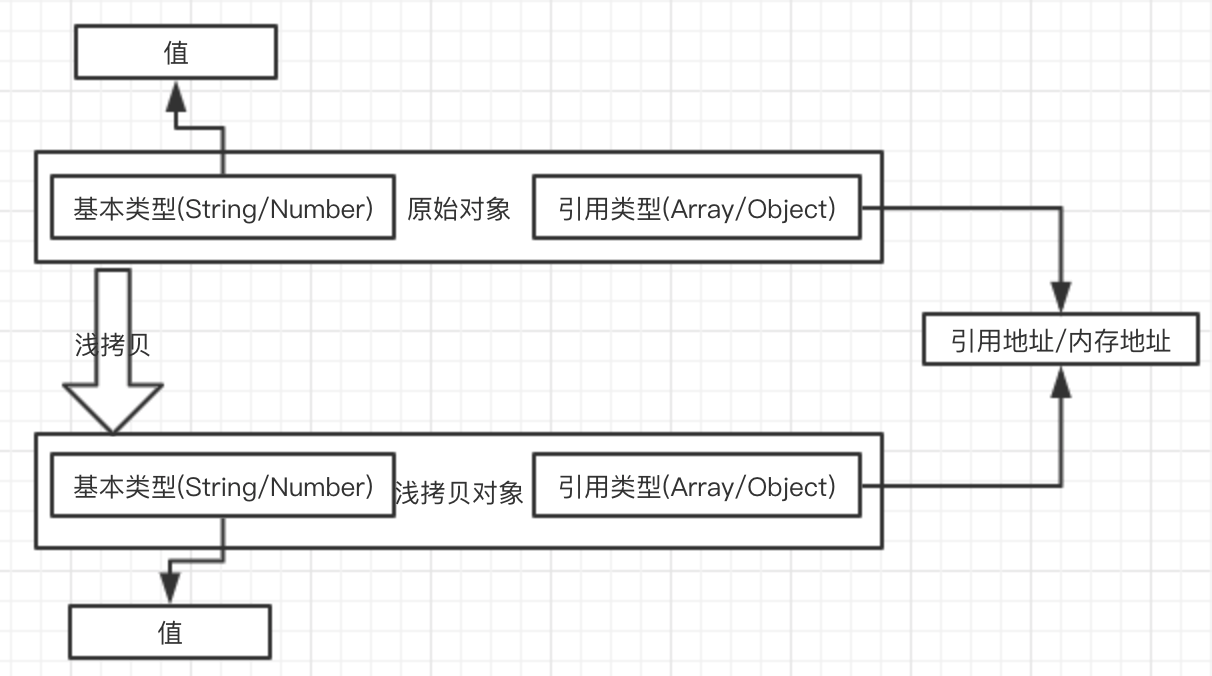 值
基本类型(String/Number)
原始对象
引用类型(Array/Object)
浅拷贝
引用地址/内存地址
基本类型(String/Number)
浅拷贝对象
引用类型(Array/Object)
值